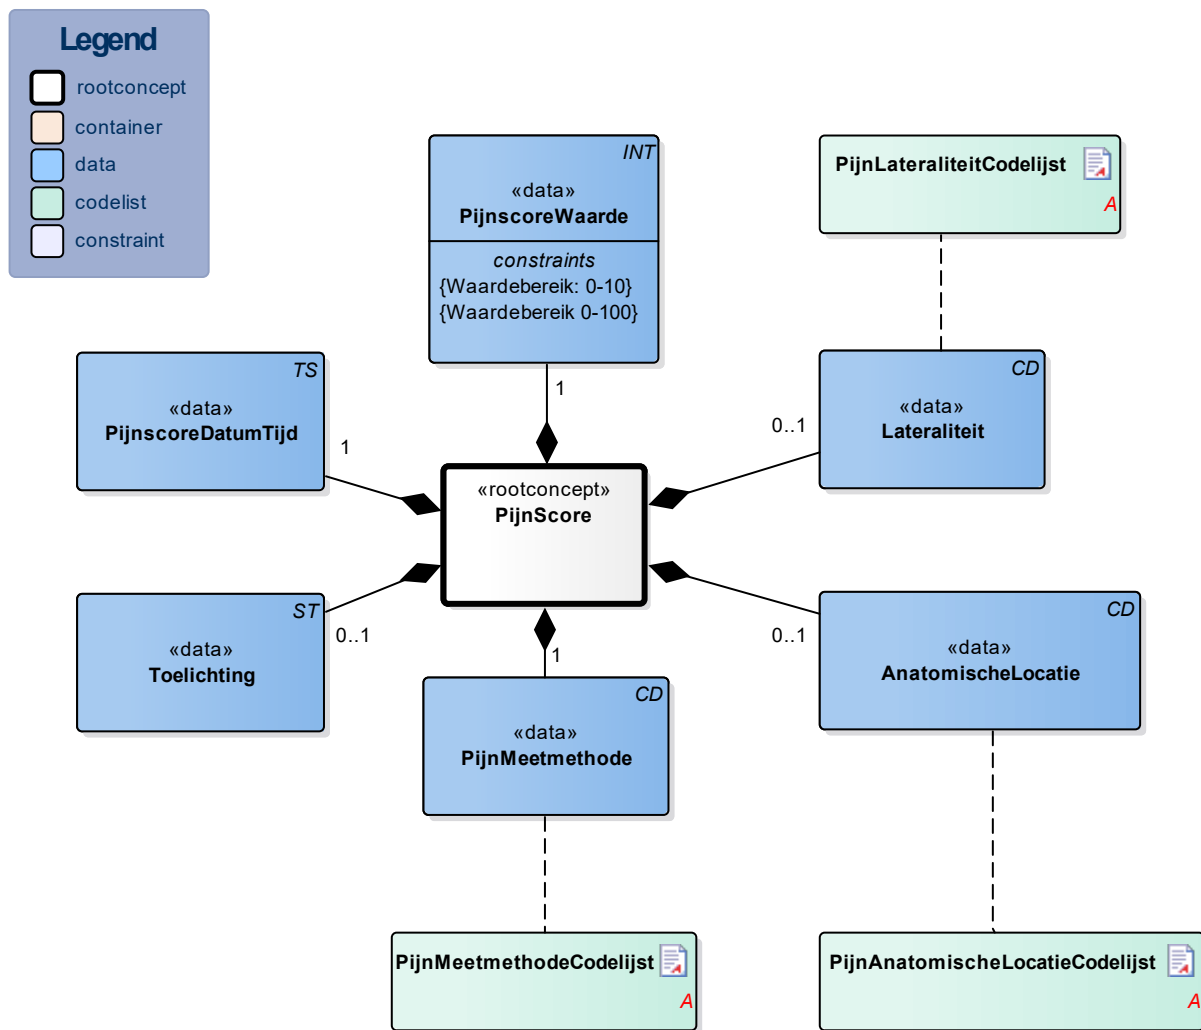 Legend
rootconcept
container
data
codelist
constraint
INT
«data»
PijnscoreWaarde
constraints
{Waardebereik: 0-10}
{Waardebereik 0-100}
PijnLateraliteitCodelijst
A
TS
«data»
PijnscoreDatumTijd
1
1
CD
«data»
Lateraliteit
0..1
«rootconcept»
PijnScore
ST
«data»
Toelichting
0..1
1
CD
«data»
PijnMeetmethode
0..1
CD
«data»
AnatomischeLocatie
PijnMeetmethodeCodelijst
A
PijnAnatomischeLocatieCodelijst
A